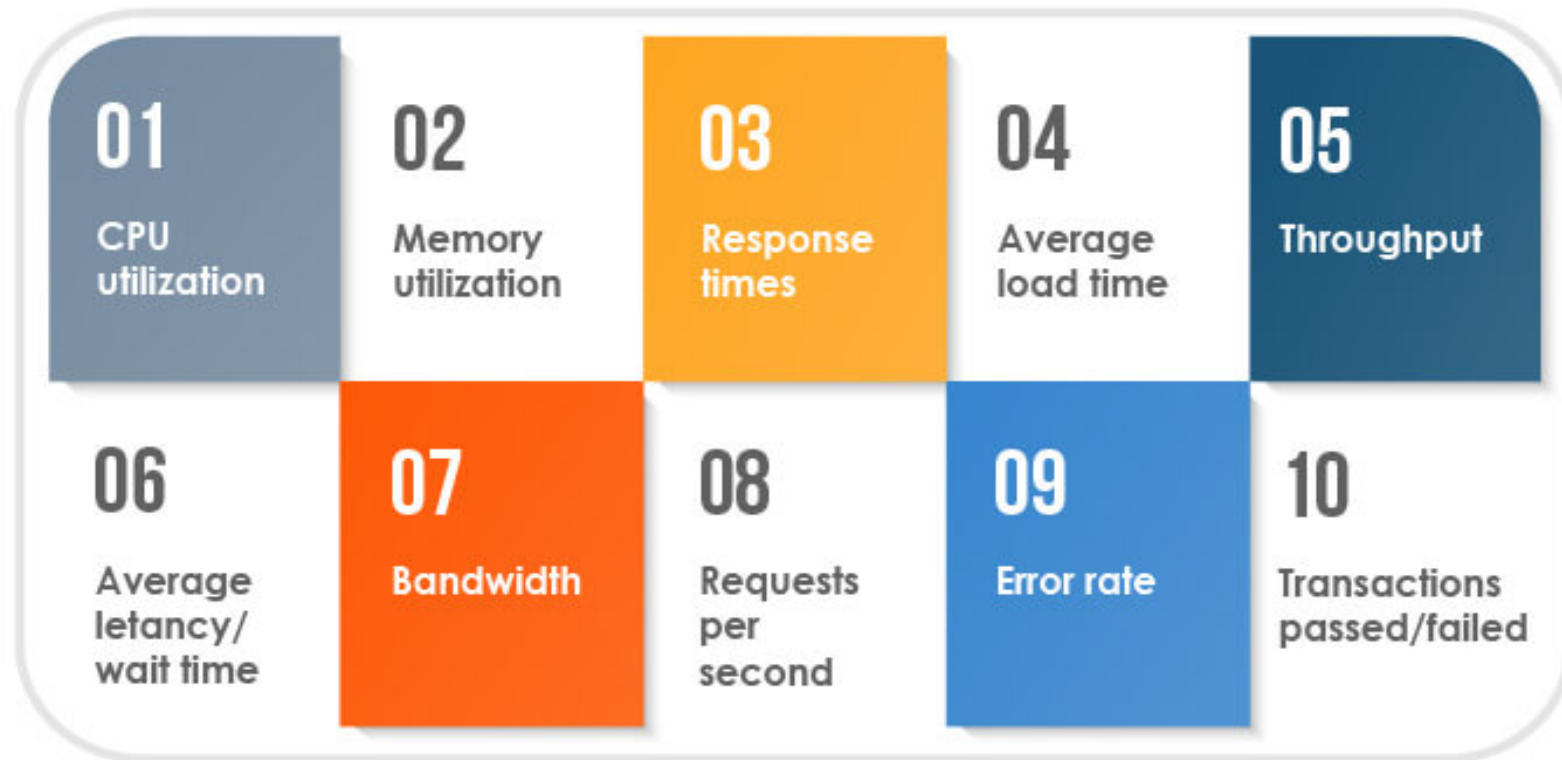 01
CPU
utilization
02
Memory
utilization
03
Response
times
04
Average
load time
05
Throughput
06
Average
letancy/
wait time
07
Bandwidth
08
Requests
per
second
09
Error rate
10
Transactions
passed/failed